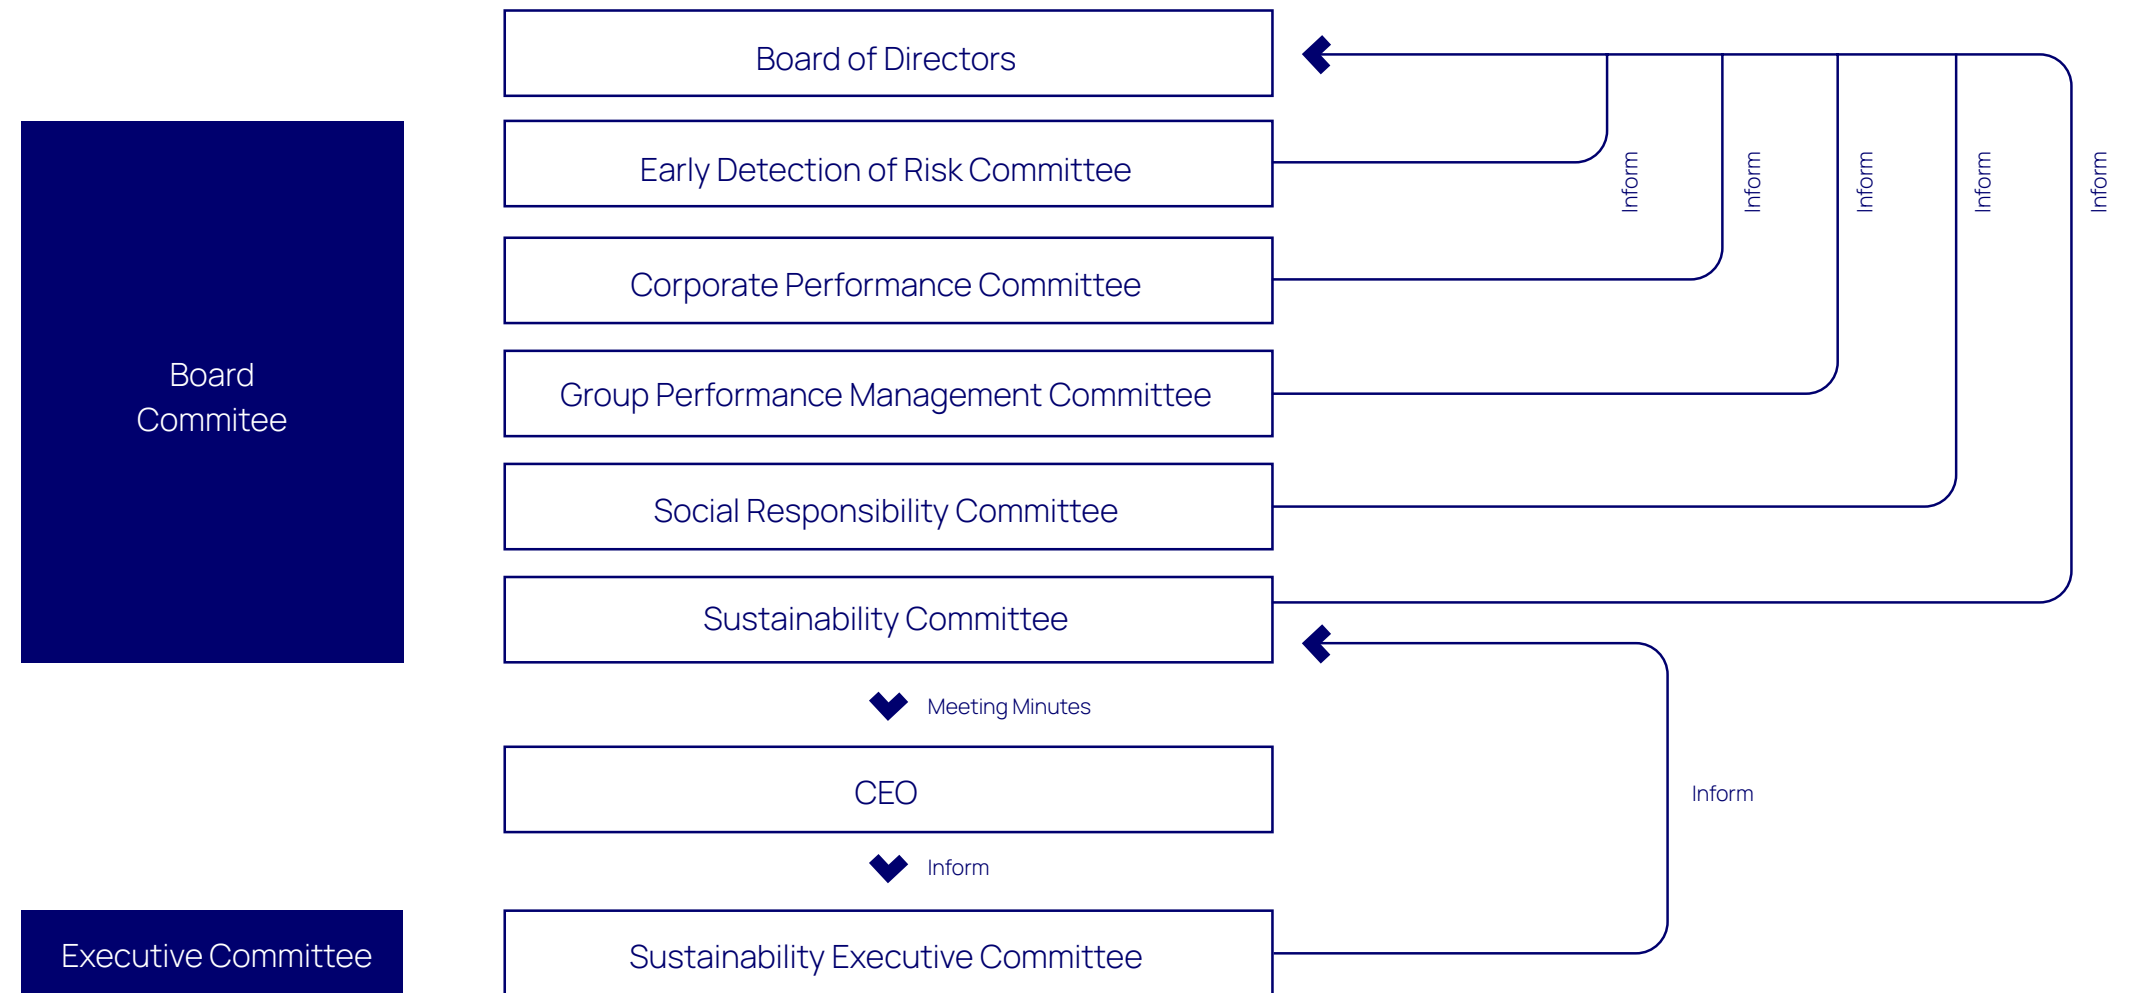 Board of Directors
Early Detection of Risk Committee
Inform
Inform
Inform
Inform
Inform
Corporate Performance Committee
Board
Commitee
Group Performance Management Committee
Social Responsibility Committee
Sustainability Committee
Meeting Minutes
CEO
Inform
Inform
Executive Committee
Sustainability Executive Committee